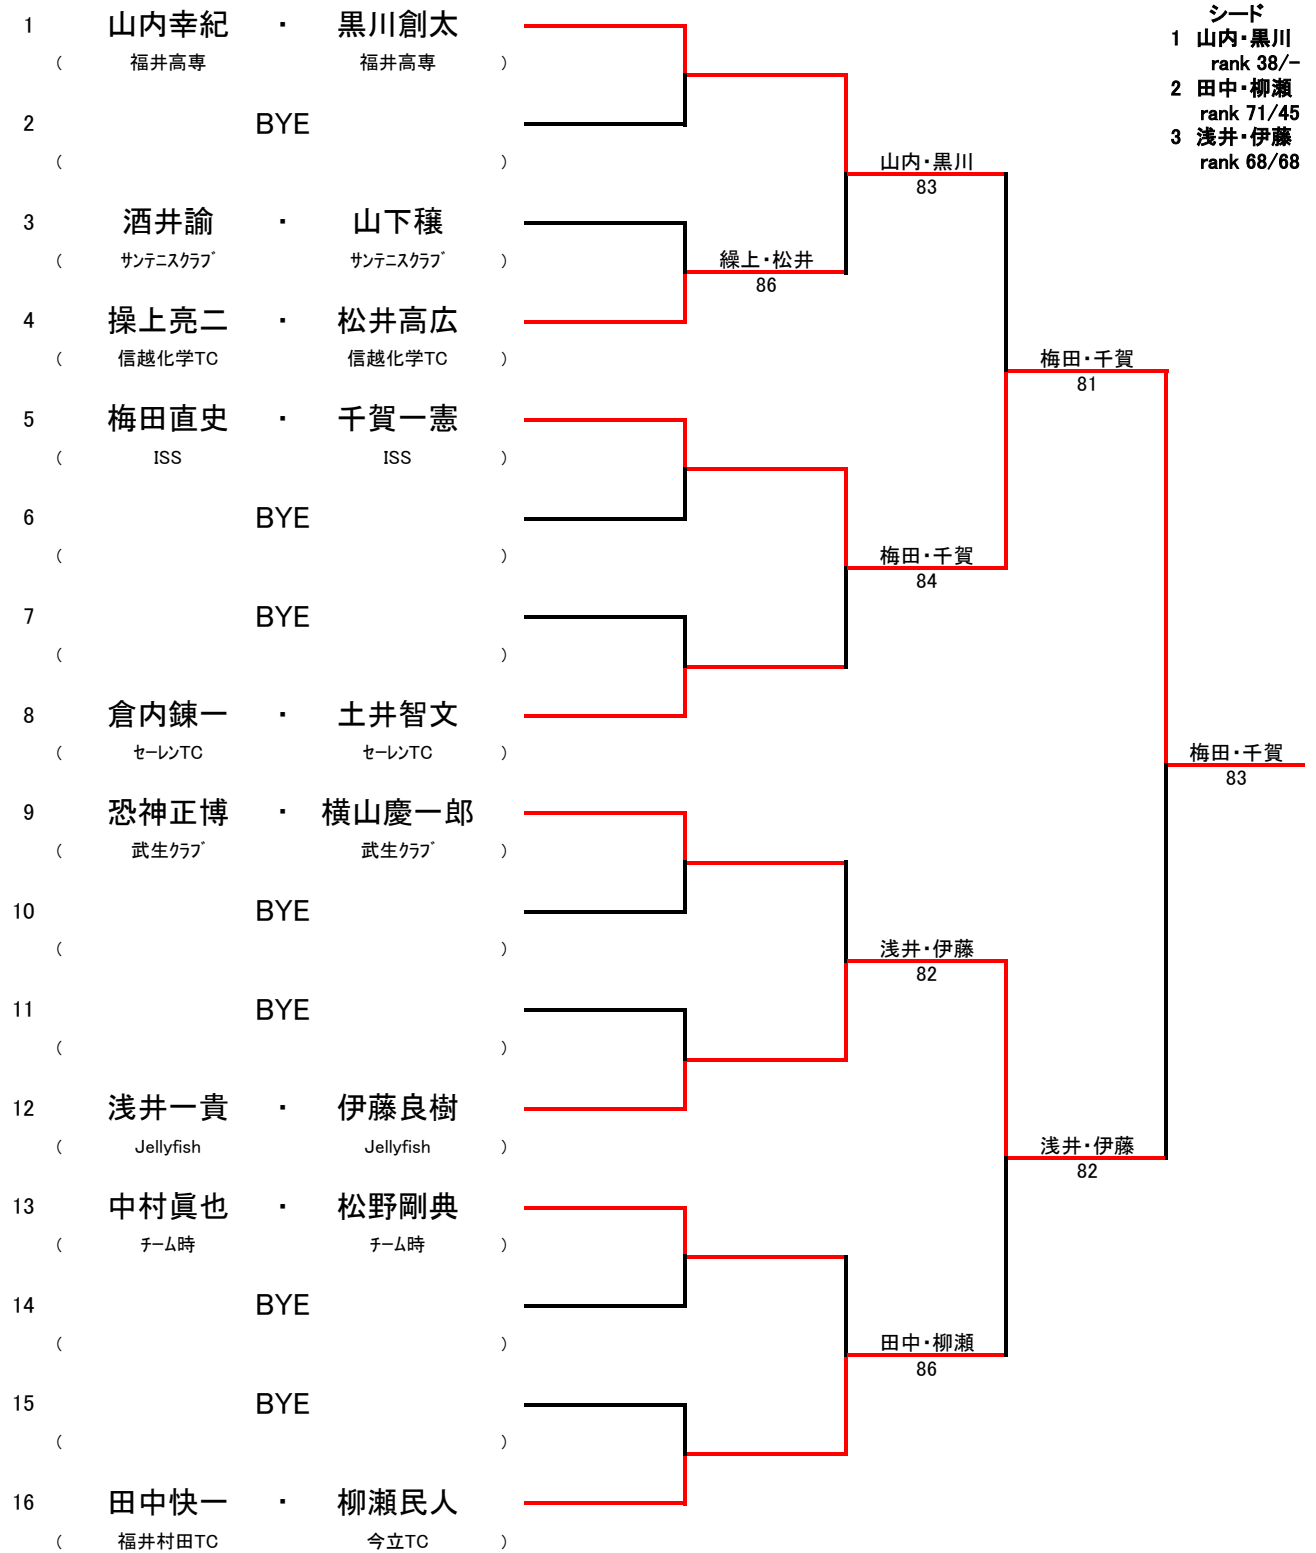 シード
1 山内・黒川
rank 38/-
2 田中・柳瀬
rank 71/45
3 浅井・伊藤
rank 68/68
1 山内幸紀 ・ 黒川創太
( 福井高専 福井高専 )
2 BYE
( )
山内・黒川
83
3 酒井諭 ・ 山下穣
( サンテニスクラブ サンテニスクラブ )
繰上・松井
86
4 操上亮二 ・ 松井高広
( 信越化学TC 信越化学TC )
梅田・千賀
81
5 梅田直史 ・ 千賀一憲
( ISS ISS )
6 BYE
( )
梅田・千賀
84
7 BYE
( )
8 倉内錬一 ・ 土井智文
( セーレンTC セーレンTC )
梅田・千賀
83
9 恐神正博 ・ 横山慶一郎
( 武生クラブ 武生クラブ )
10 BYE
( )
浅井・伊藤
82
11 BYE
( )
12 浅井一貴 ・ 伊藤良樹
( Jellyfish Jellyfish )
浅井・伊藤
82
13 中村眞也 ・ 松野剛典
( チーム時 チーム時 )
14 BYE
( )
田中・柳瀬
86
15 BYE
( )
16 田中快一 ・ 柳瀬民人
( 福井村田TC 今立TC )